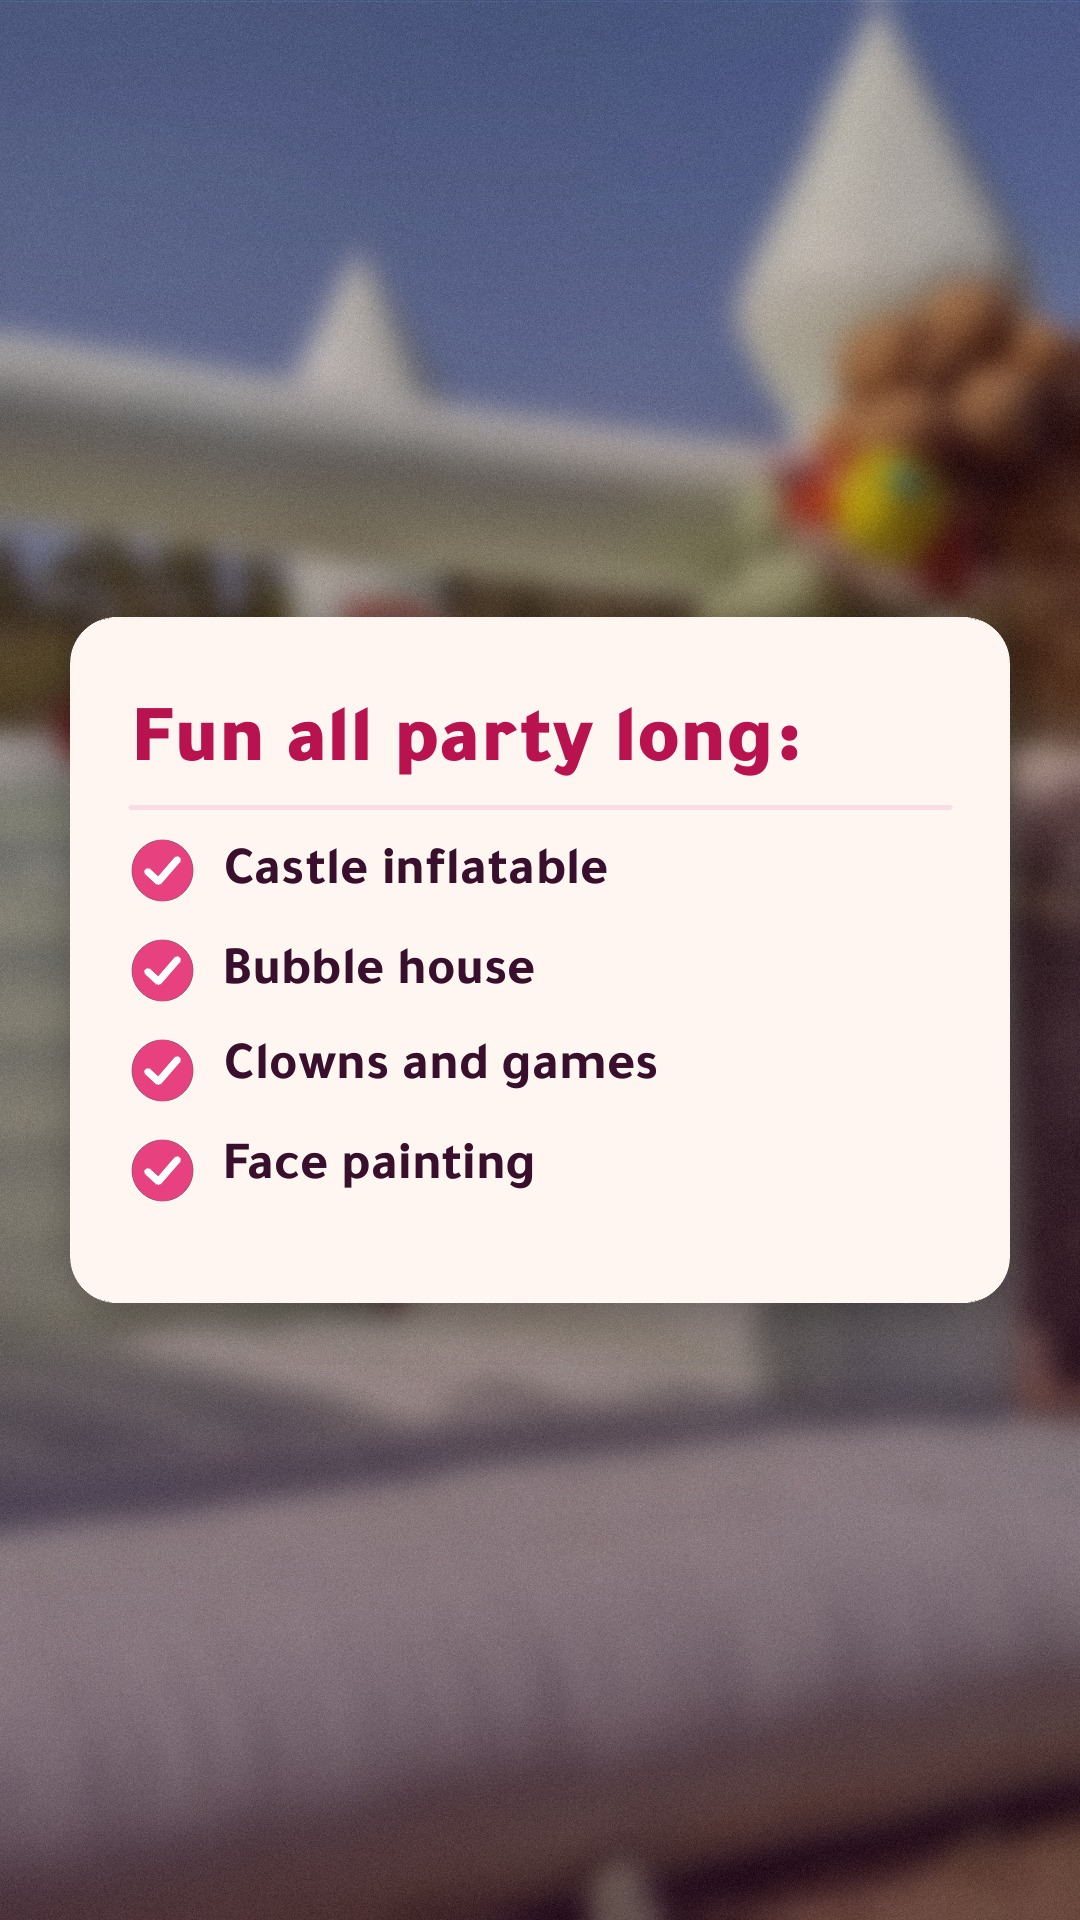 Fun all party long:
Castle inflatable
Bubble house
Clowns and games
Face painting